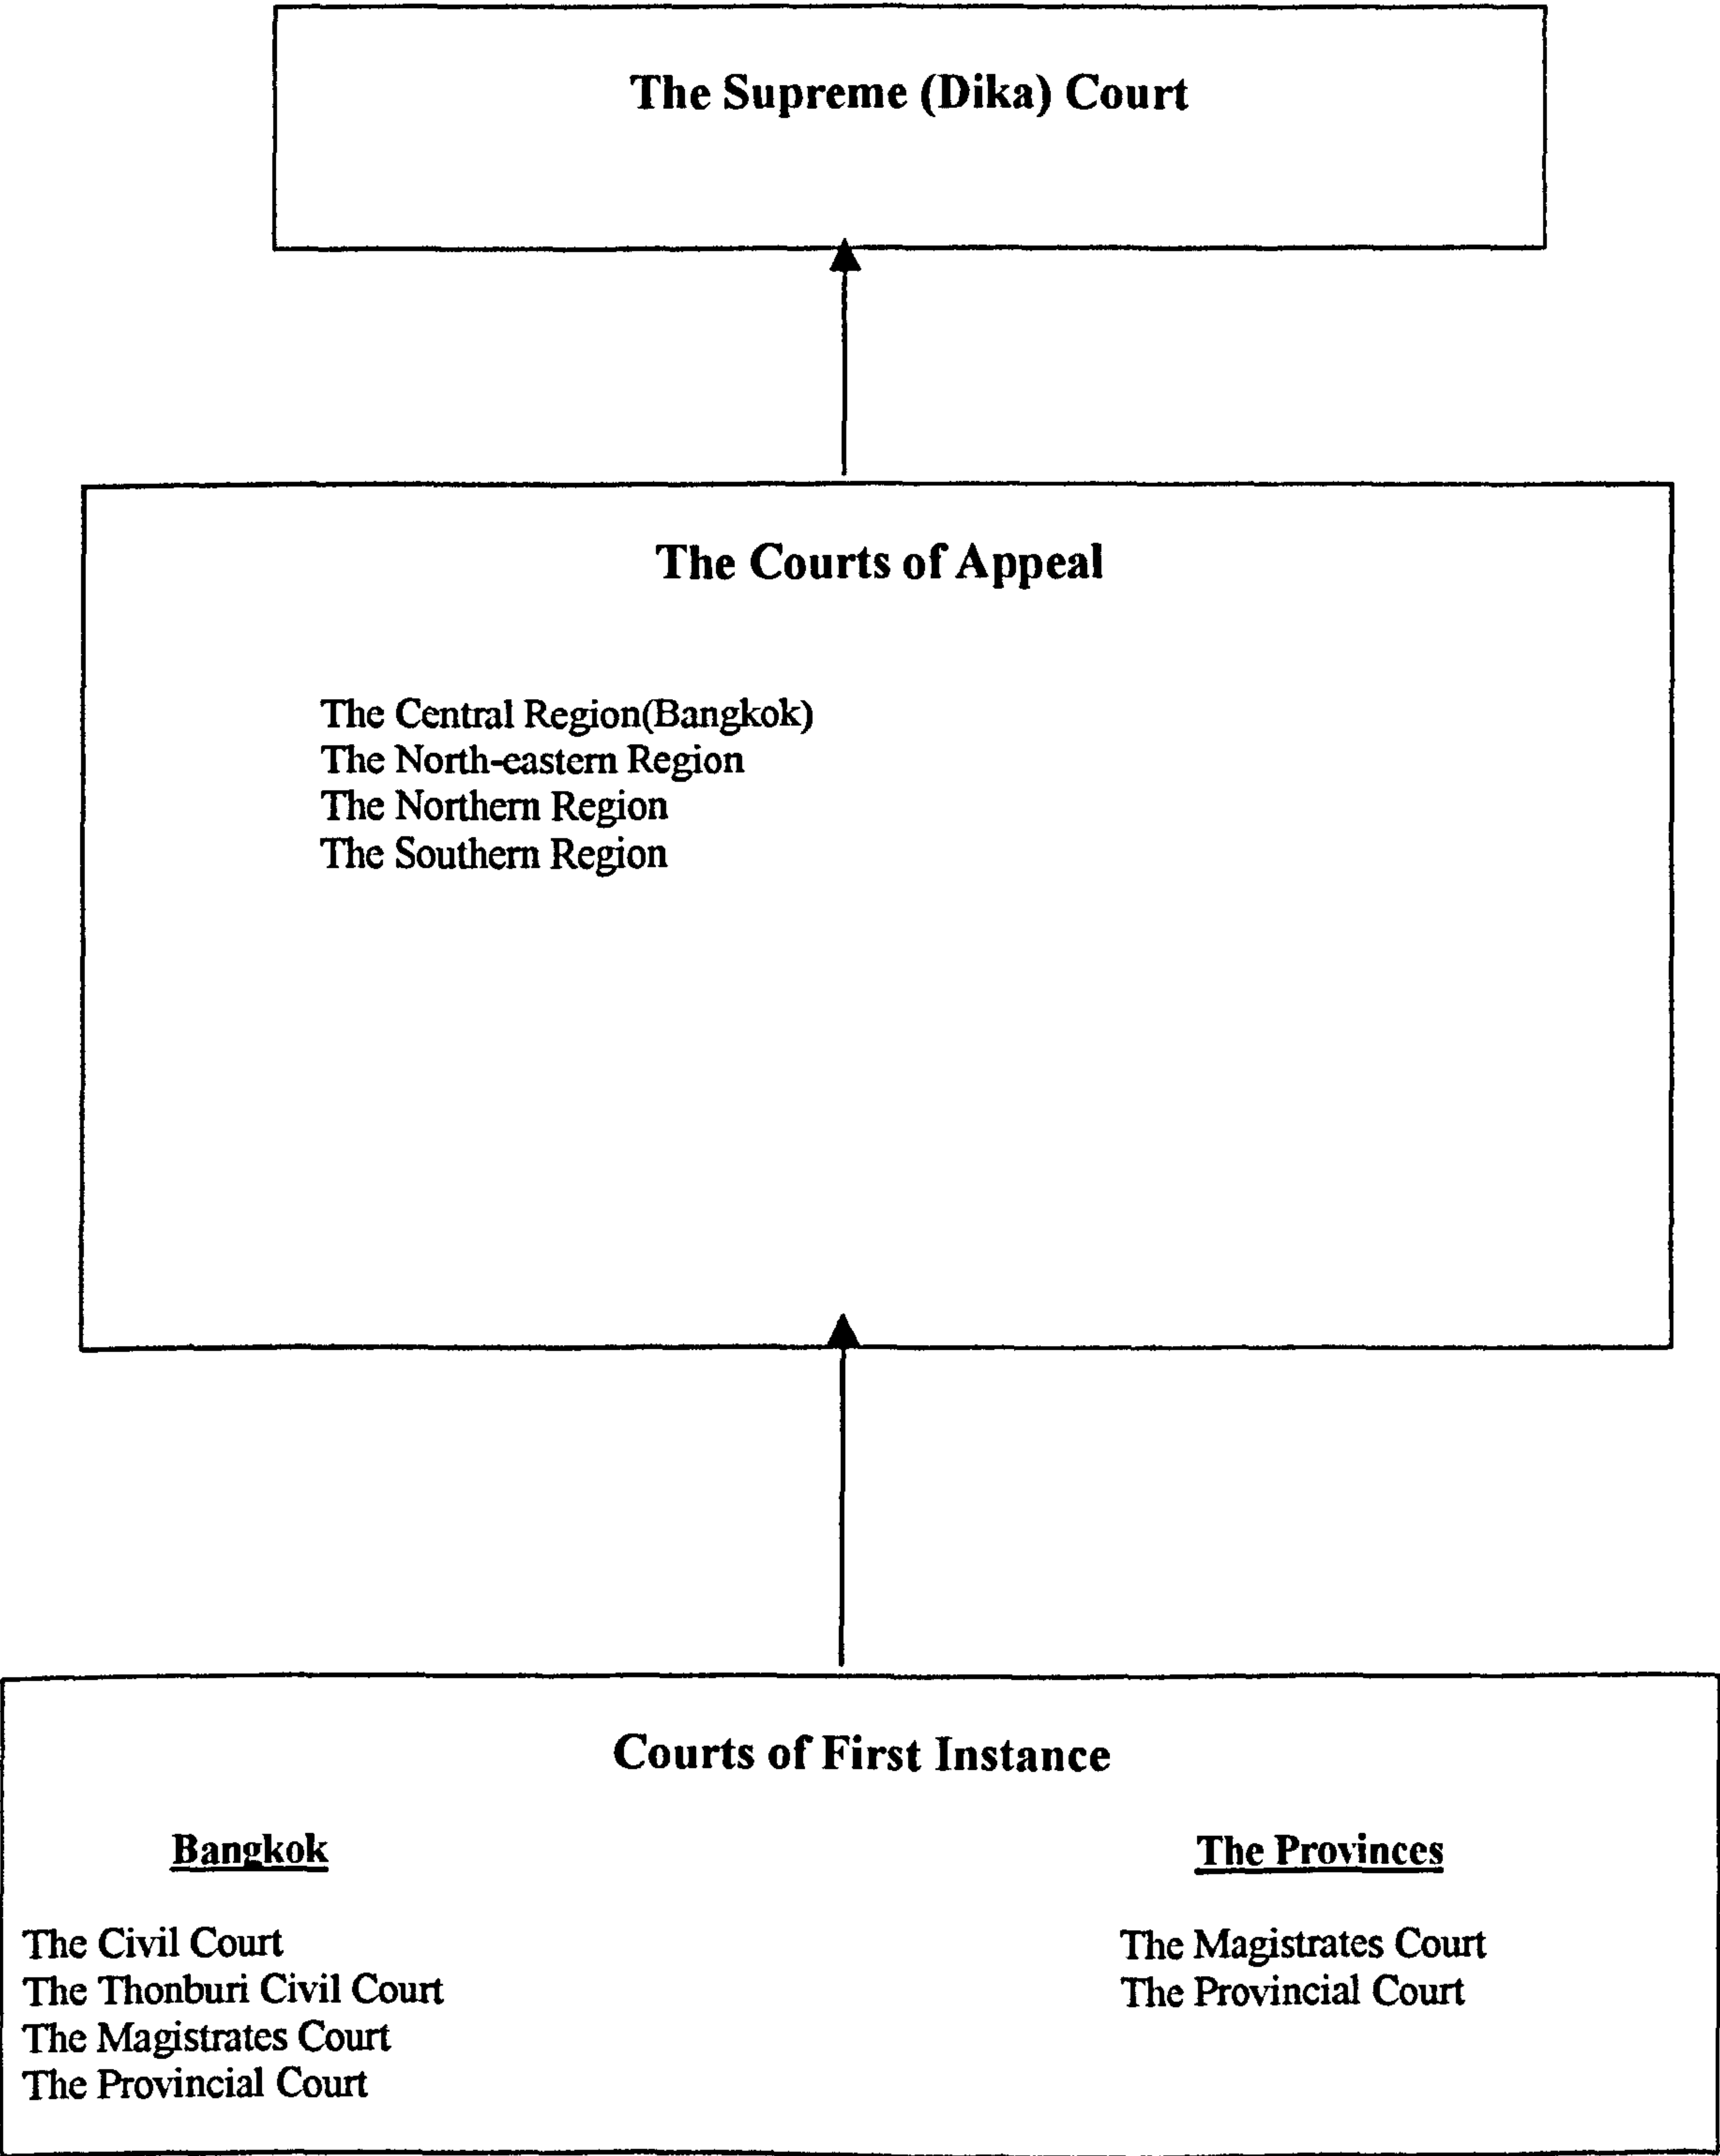 The Supreme (Dika) Court
The Courts of Appeal
The Central Region(Bangkok)
The North-eastern Region
The Northern Region
The Southern Region
Courts of First Instance
Bangkok
The Civil Court
The Thonburi Civil Court
The Magistrates Court
The Provincial Court
The Provinces
The Magistrates Court
The Provincial Court